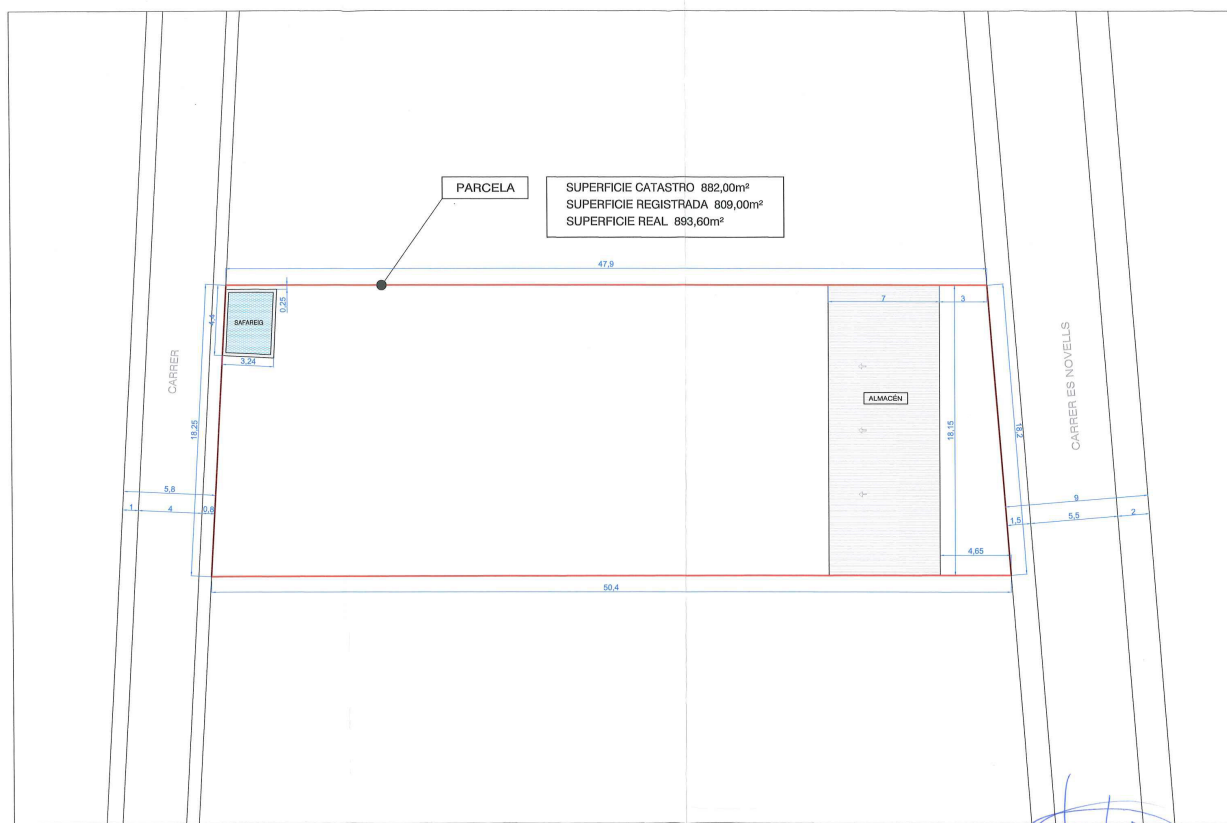 PARCELA
SUPERFICIE CATASTRO 882,00m²
SUPERFICIE REGISTRADA 809,00m²
SUPERFICIE REAL 893,60m²
47,9
0,25
7
3
4,4
SAFAREIG
3,24
CARRER
18,25
ALMACÉN
18,15
18,2
CARRER ES NOVELLS
5,8
1
4
0,8
9
1,5
5,5
2
4,65
50,4